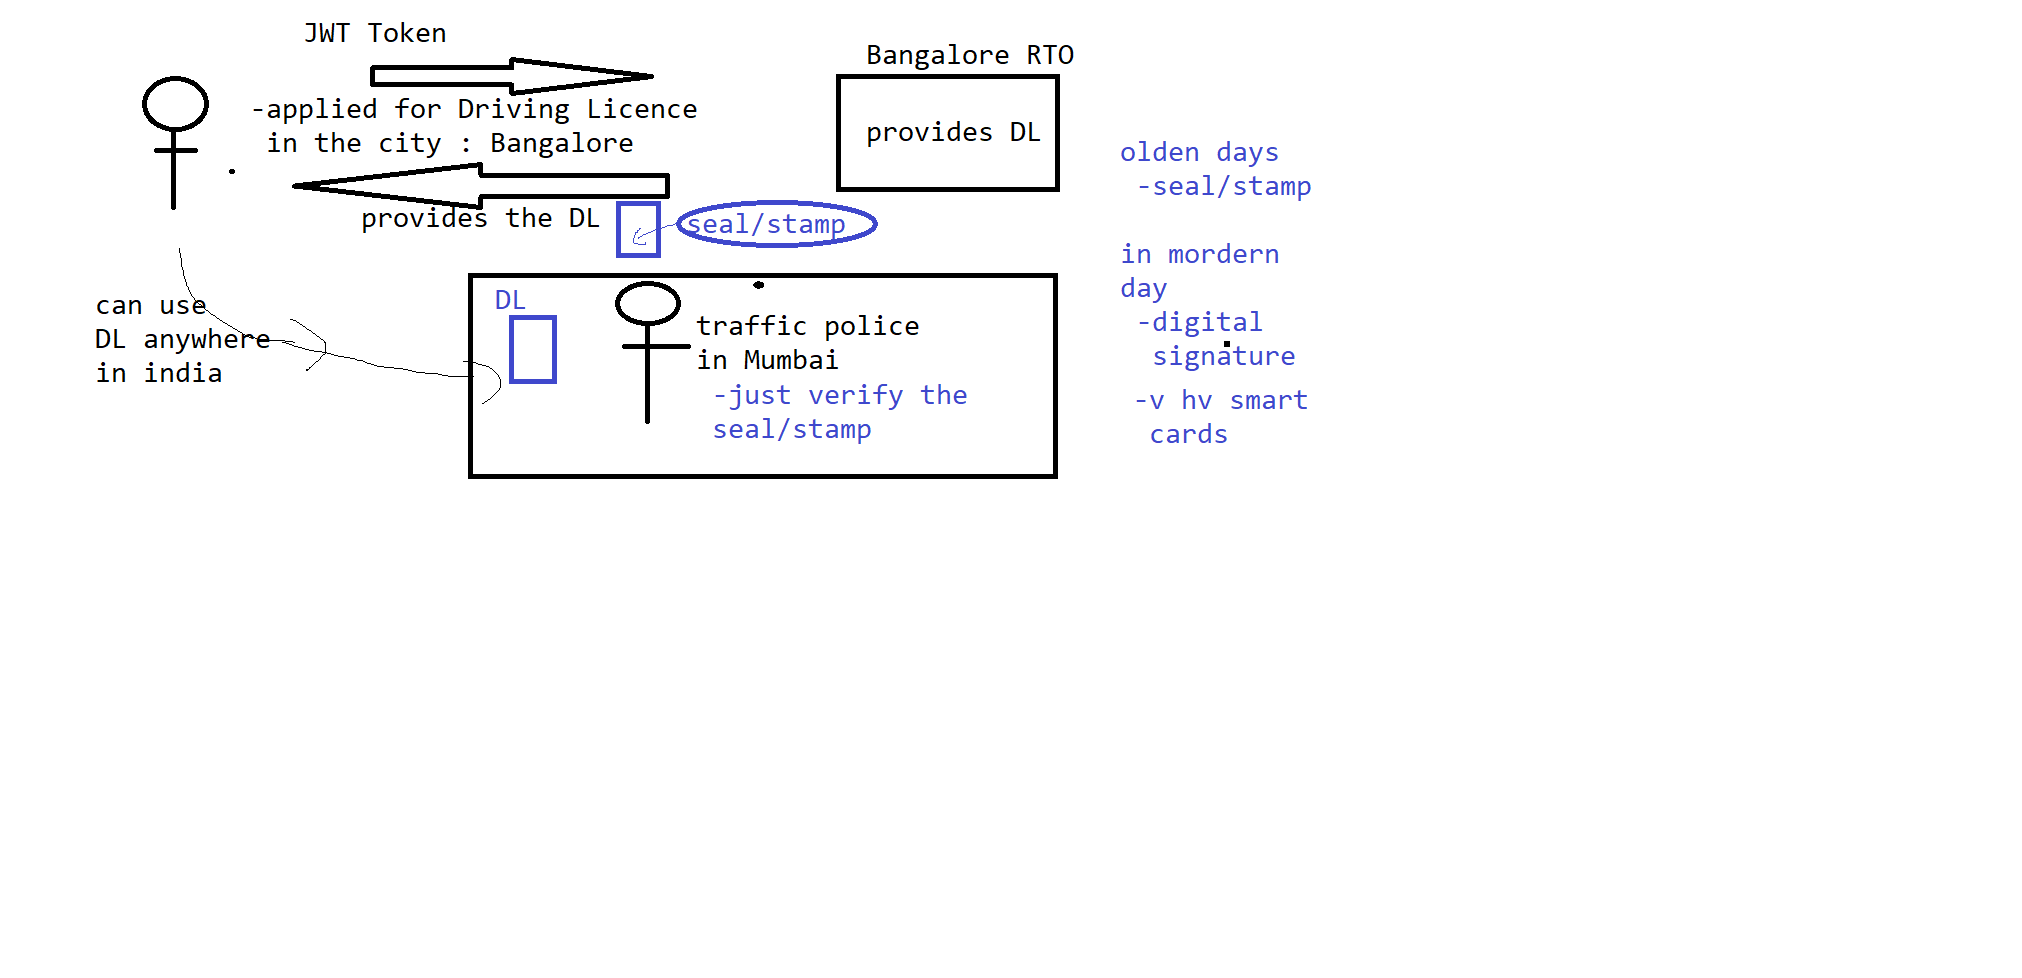 JWT Token
Bangalore RTO
-applied for Driving Licence
in the city : Bangalore
provides DL
provides the DL
seal/stamp
olden days
-seal/stamp
in mordern
day
-digital
signature
-v hv smart
cards
can use
DL anywhere
in india
DL
traffic police
in Mumbai
-just verify the
seal/stamp